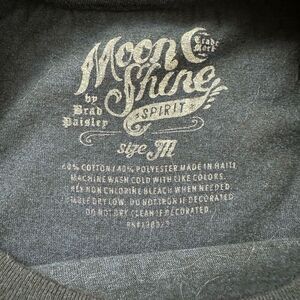 Moon
Trade Mark
Shine
by
Brad
Paisley
SPIRIT
size M
60% COTTON / 40% POLYESTER MADE IN HAITI.
MACHINE WASH COLD WITH LIKE COLORS.
NON CHLORINE BLEACH WHEN NEEDED.
TUMBLE DRY LOW. DO NOT IRON IF DECORATED.
DO NOT DRY CLEAN IF DECORATED.